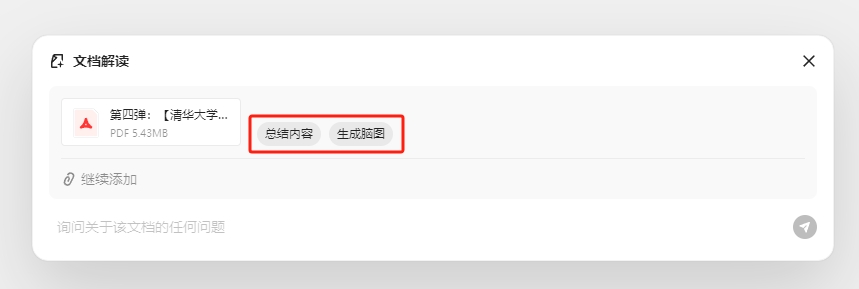 文档解读
第四弹：【清华大学...
PDF 5.43MB
总结内容 生成脑图
继续添加
询问关于该文档的任何问题